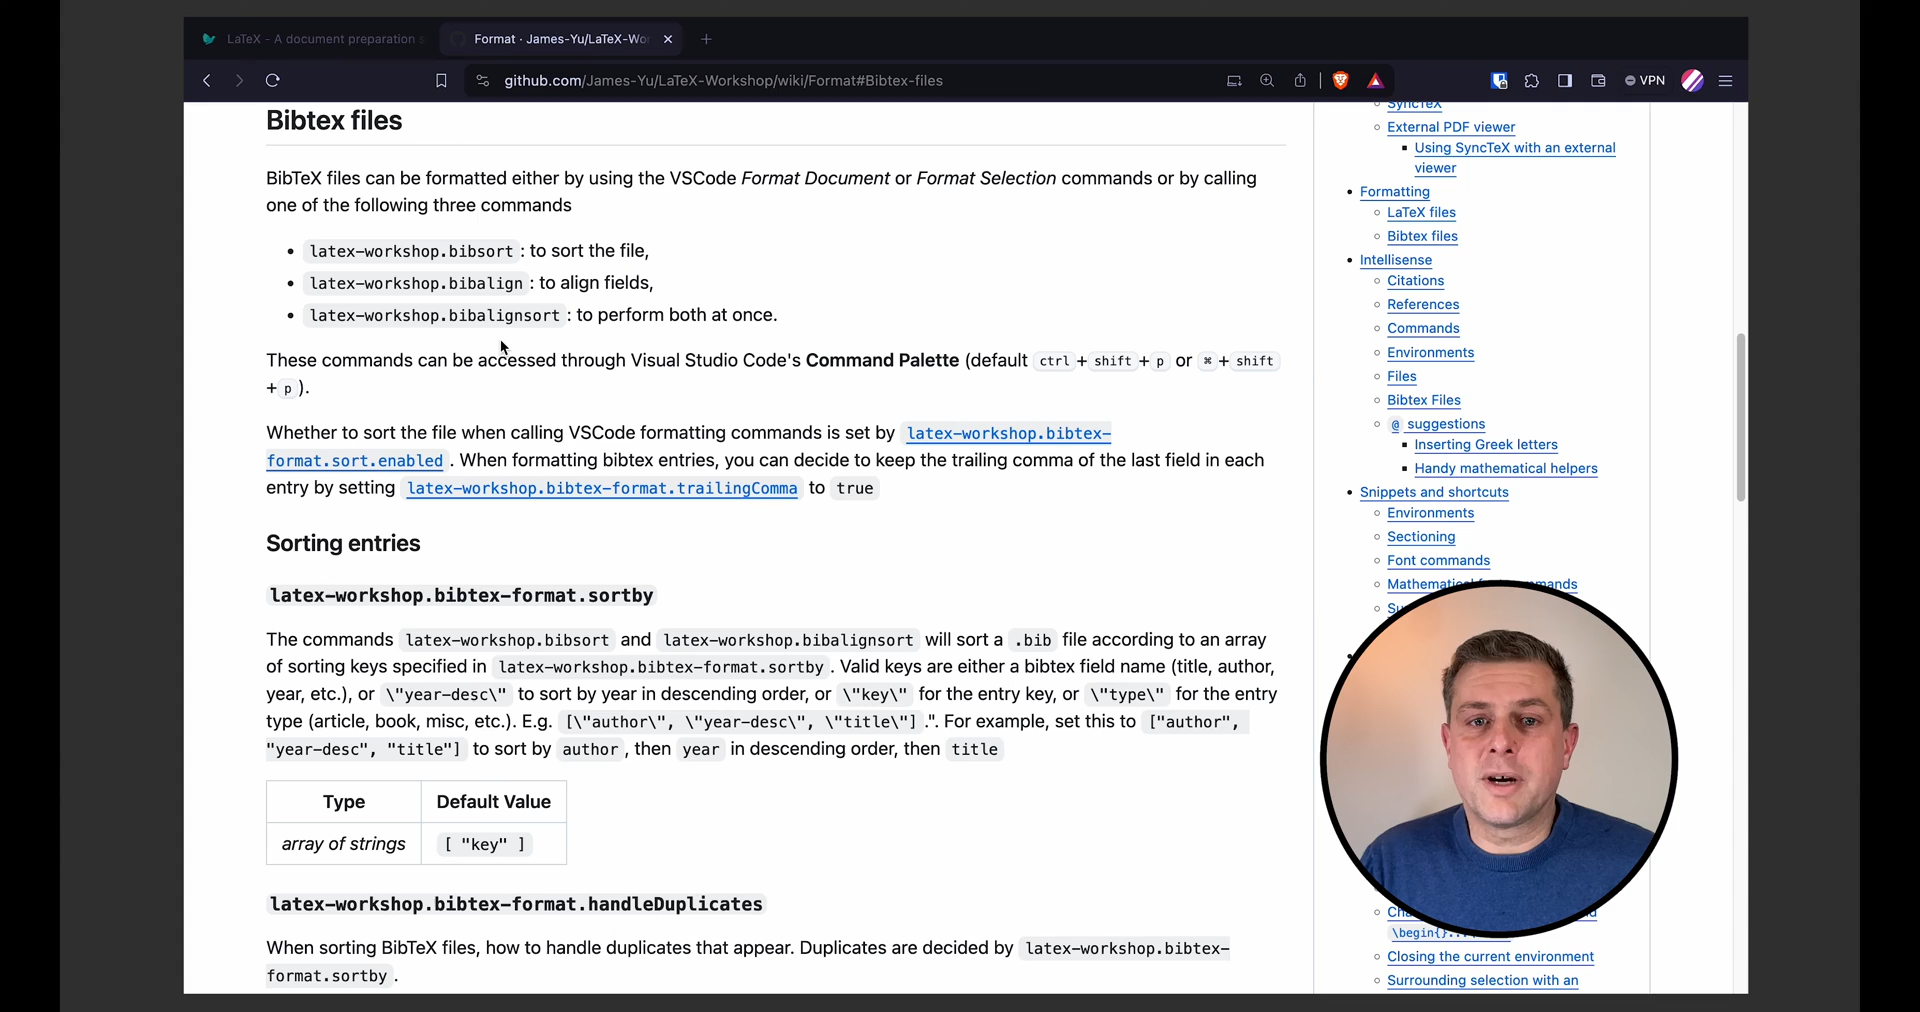 LaTeX - A document preparation s
Format · James-Yu/LaTeX-Wor
github.com/James-Yu/LaTeX-Workshop/wiki/Format#Bibtex-files
VPN
Bibtex files
BibTeX files can be formatted either by using the VSCode Format Document or Format Selection commands or by calling
one of the following three commands
latex-workshop.bibsort : to sort the file,
latex-workshop.bibalign : to align fields,
latex-workshop.bibalignsort : to perform both at once.
These commands can be accessed through Visual Studio Code's Command Palette (default ctrl+shift+p or ⌘+shift
+p).
Whether to sort the file when calling VSCode formatting commands is set by latex-workshop.bibtex-
format.sort.enabled . When formatting bibtex entries, you can decide to keep the trailing comma of the last field in each
entry by setting latex-workshop.bibtex-format.trailingComma to true
Sorting entries
latex-workshop.bibtex-format.sortby
The commands latex-workshop.bibsort and latex-workshop.bibalignsort will sort a .bib file according to an array
of sorting keys specified in latex-workshop.bibtex-format.sortby . Valid keys are either a bibtex field name (title, author,
year, etc.), or \"year-desc\" to sort by year in descending order, or \"key\" for the entry key, or \"type\" for the entry
type (article, book, misc, etc.). E.g. [\"author\", \"year-desc\", \"title\"] .". For example, set this to ["author",
"year-desc", "title"] to sort by author , then year in descending order, then title
Type Default Value
array of strings [ "key" ]
latex-workshop.bibtex-format.handleDuplicates
When sorting BibTeX files, how to handle duplicates that appear. Duplicates are decided by latex-workshop.bibtex-
format.sortby .
SyncTeX
External PDF viewer
Using SyncTeX with an external
viewer
Formatting
LaTeX files
Bibtex files
Intellisense
Citations
References
Commands
Environments
Files
Bibtex Files
@ suggestions
Inserting Greek letters
Handy mathematical helpers
Snippets and shortcuts
Environments
Sectioning
Font commands
\begin{}
Closing the current environment
Surrounding selection with an